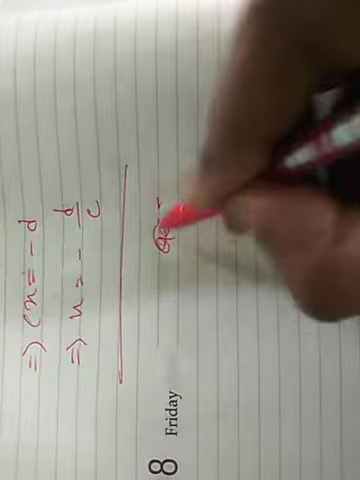 => cx = - d
=> x = - d/c
8 Friday